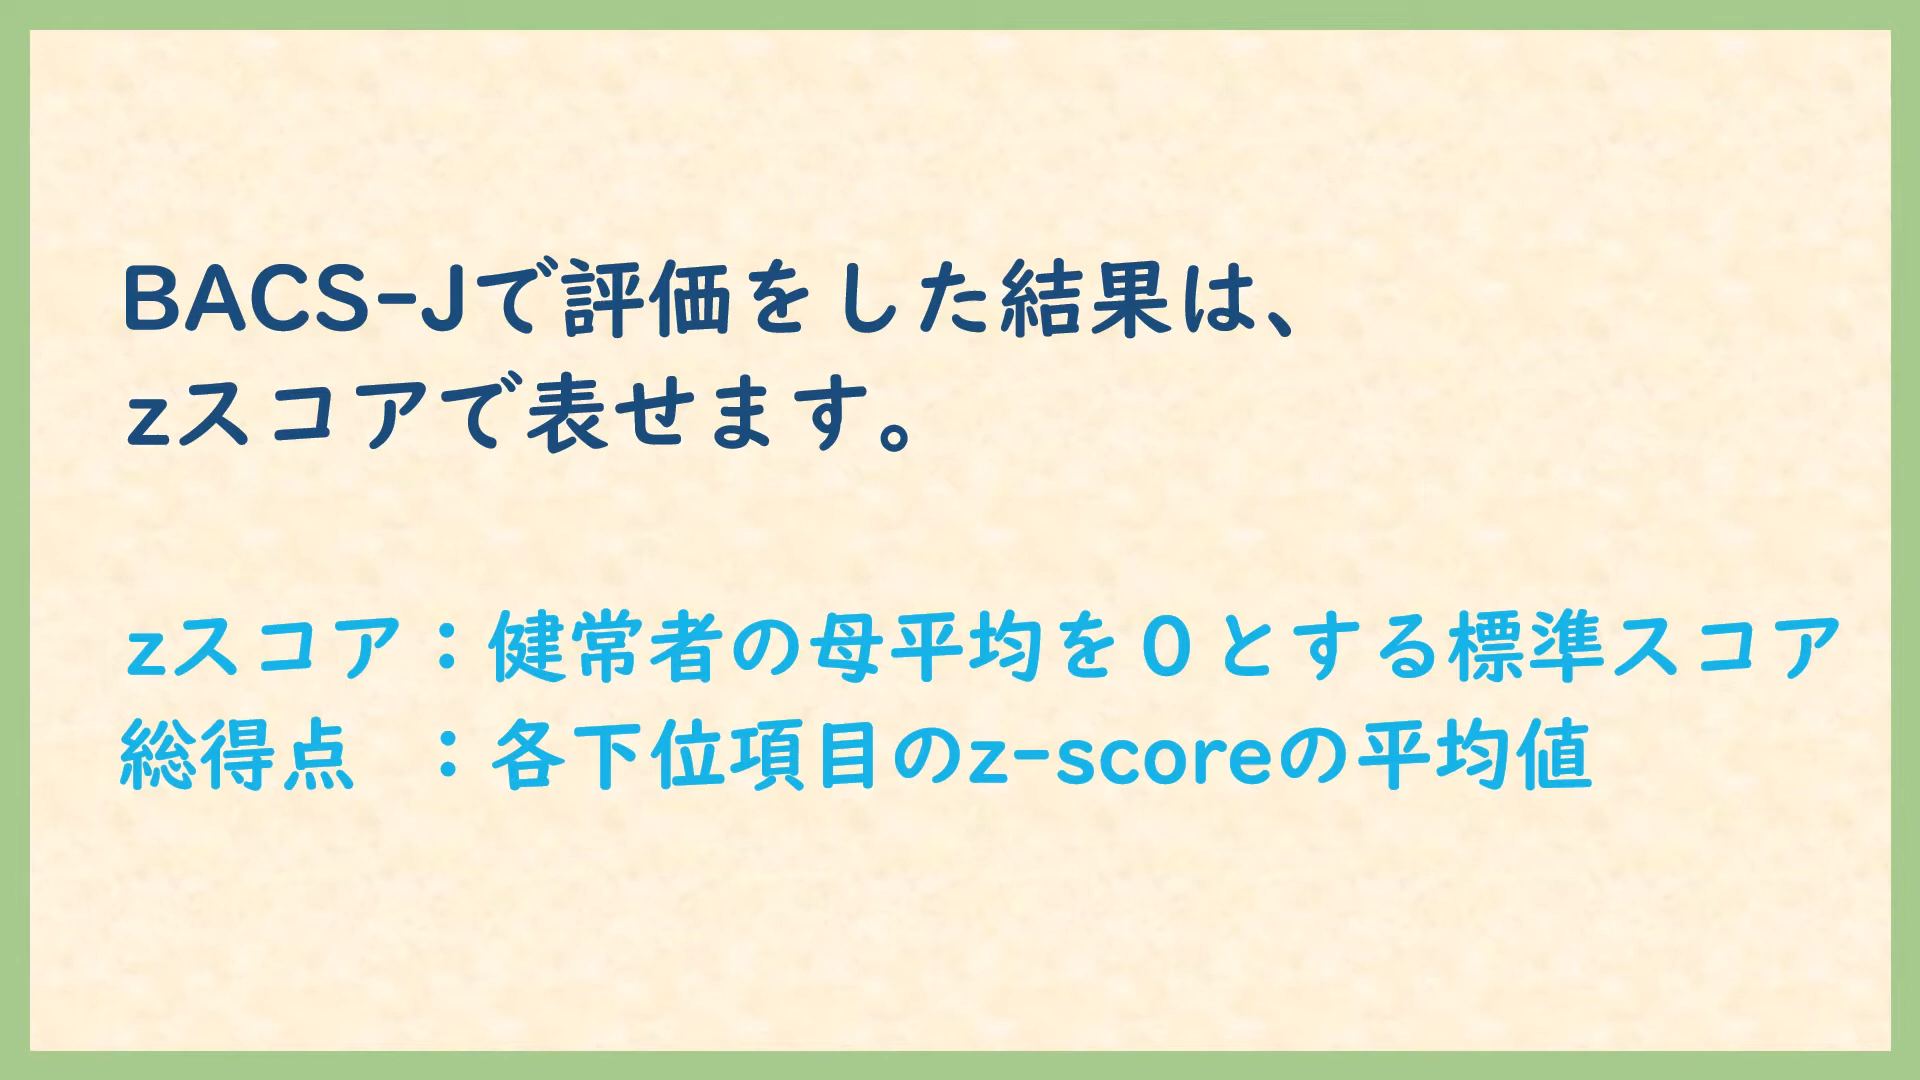 BACS-Jで評価をした結果は、
zスコアで表せます。
zスコア：健常者の母平均を０とする標準スコア
総得点　：各下位項目のz-scoreの平均値